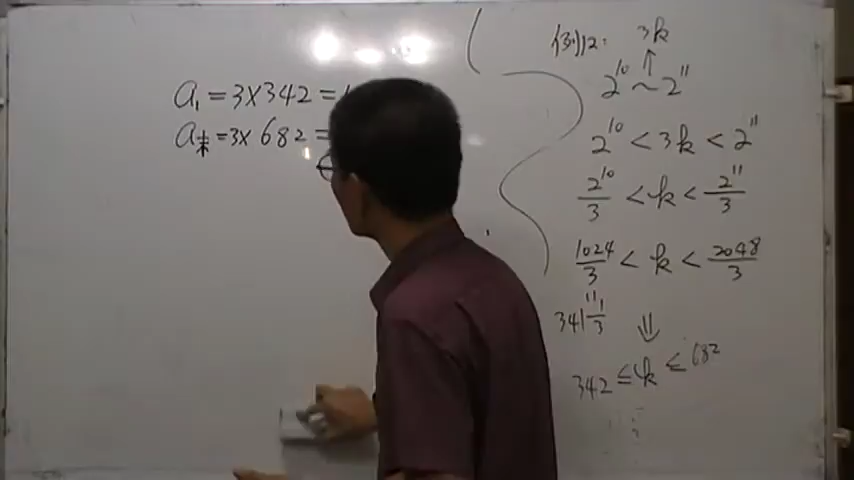 a₁ = 3×342 =
a末 = 3×682 =
例12: 3k
↑
2¹⁰ ~ 2¹¹
2¹⁰ < 3k < 2¹¹
2¹⁰/3 < k < 2¹¹/3
1024/3 < k < 2048/3
341 1/3
342 ≤ k ≤ 682